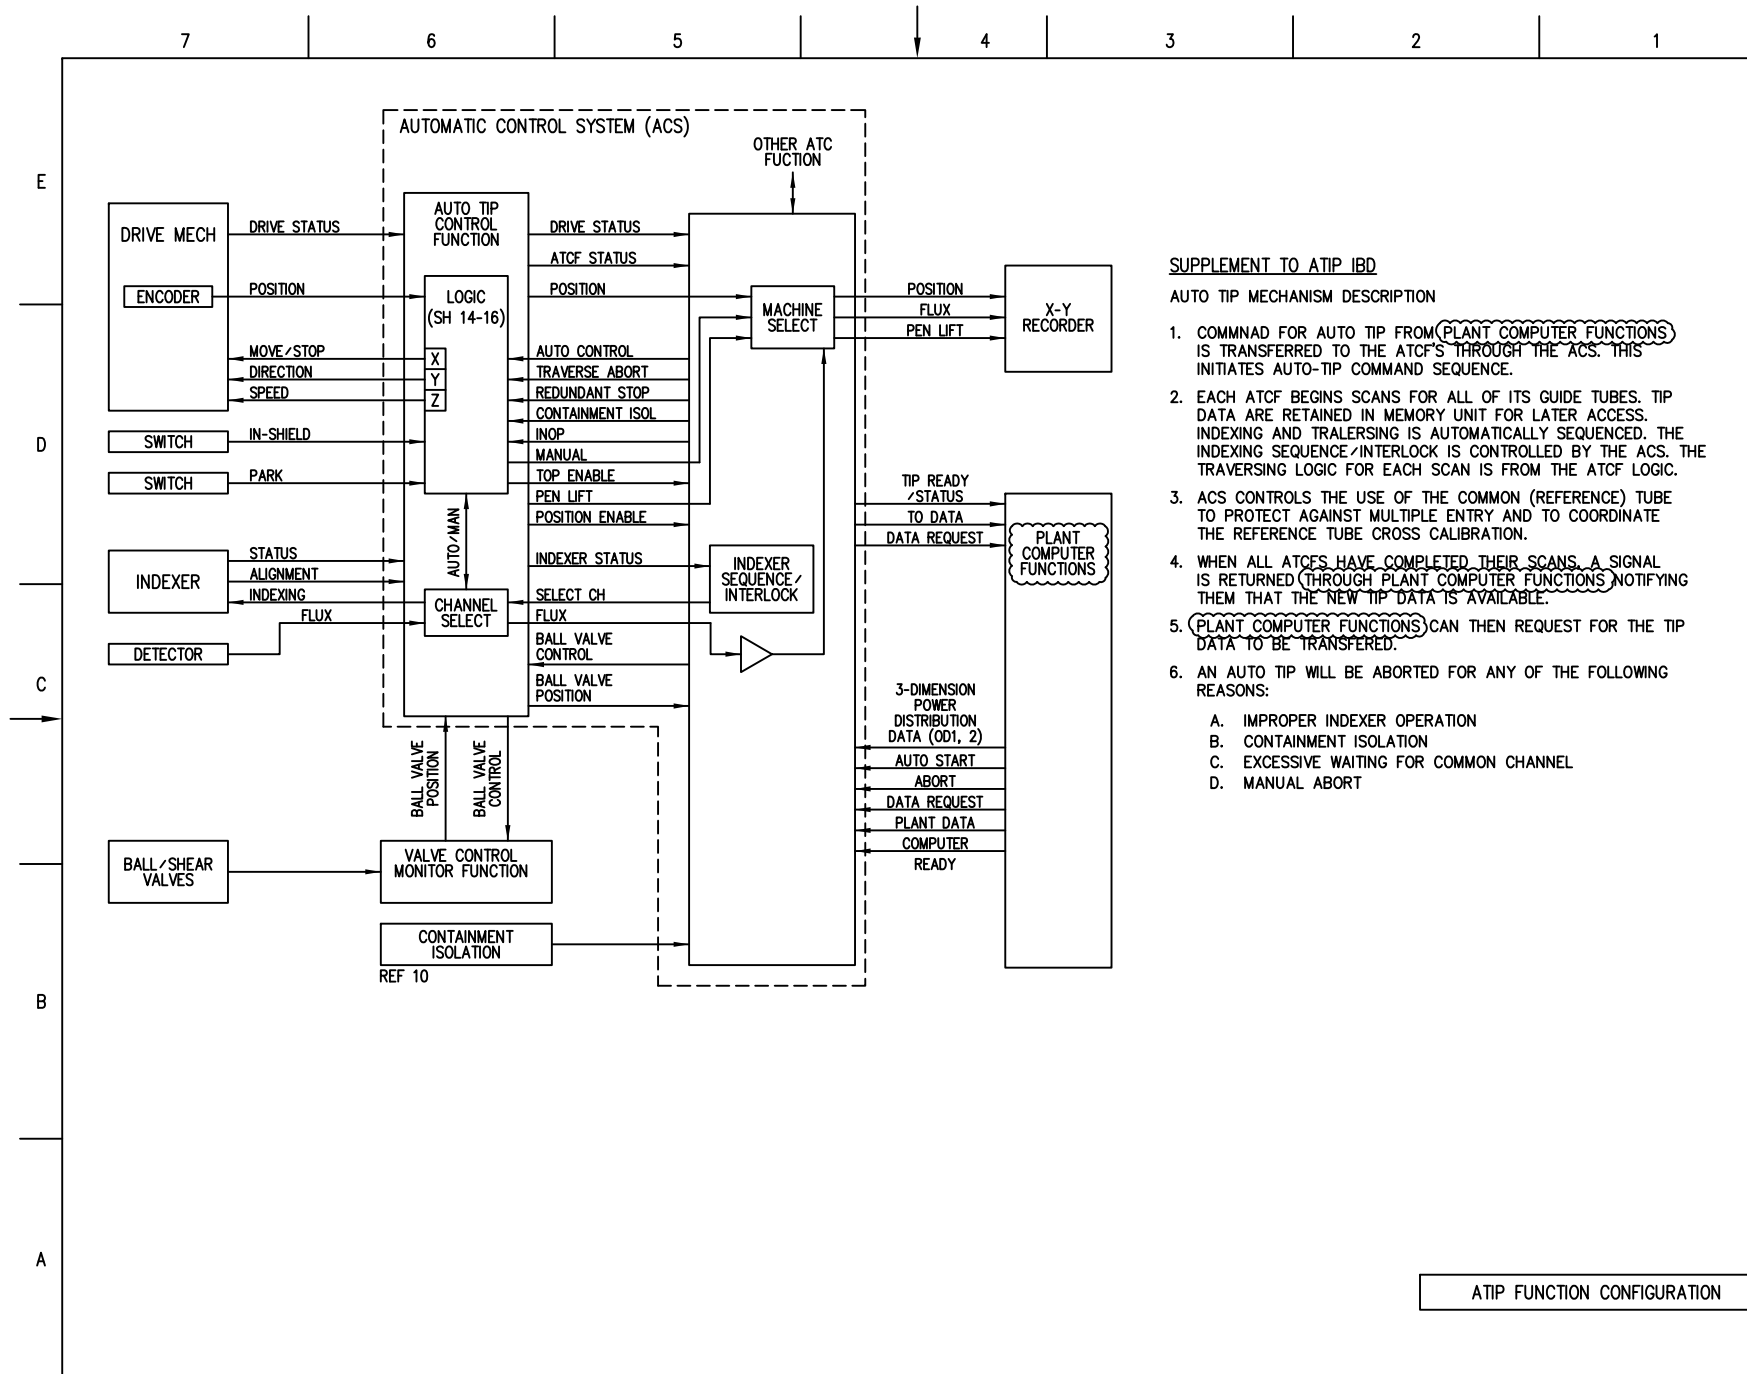 7 6 5 4 3 2 1
E
D
C
B
A
AUTOMATIC CONTROL SYSTEM (ACS)
OTHER ATC
FUCTION
DRIVE MECH
ENCODER
SWITCH
SWITCH
INDEXER
DETECTOR
BALL/SHEAR
VALVES
DRIVE STATUS
POSITION
MOVE/STOP
DIRECTION
SPEED
IN-SHIELD
PARK
STATUS
ALIGNMENT
INDEXING
FLUX
AUTO TIP
CONTROL
FUNCTION
LOGIC
(SH 14-16)
X
Y
Z
AUTO/MAN
CHANNEL
SELECT
BALL VALVE
POSITION
BALL VALVE
CONTROL
VALVE CONTROL
MONITOR FUNCTION
CONTAINMENT
ISOLATION
REF 10
DRIVE STATUS
ATCF STATUS
POSITION
AUTO CONTROL
TRAVERSE ABORT
REDUNDANT STOP
CONTAINMENT ISOL
INOP
MANUAL
TOP ENABLE
PEN LIFT
POSITION ENABLE
INDEXER STATUS
SELECT CH
FLUX
BALL VALVE
CONTROL
BALL VALVE
POSITION
MACHINE
SELECT
INDEXER
SEQUENCE/
INTERLOCK
POSITION
FLUX
PEN LIFT
X-Y
RECORDER
TIP READY
/STATUS
TO DATA
DATA REQUEST
PLANT
COMPUTER
FUNCTIONS
3-DIMENSION
POWER
DISTRIBUTION
DATA (OD1, 2)
AUTO START
ABORT
DATA REQUEST
PLANT DATA
COMPUTER
READY
SUPPLEMENT TO ATIP IBD
AUTO TIP MECHANISM DESCRIPTION
1. COMMNAD FOR AUTO TIP FROM PLANT COMPUTER FUNCTIONS
IS TRANSFERRED TO THE ATCF'S THROUGH THE ACS. THIS
INITIATES AUTO-TIP COMMAND SEQUENCE.
2. EACH ATCF BEGINS SCANS FOR ALL OF ITS GUIDE TUBES. TIP
DATA ARE RETAINED IN MEMORY UNIT FOR LATER ACCESS.
INDEXING AND TRALERSING IS AUTOMATICALLY SEQUENCED. THE
INDEXING SEQUENCE/INTERLOCK IS CONTROLLED BY THE ACS. THE
TRAVERSING LOGIC FOR EACH SCAN IS FROM THE ATCF LOGIC.
3. ACS CONTROLS THE USE OF THE COMMON (REFERENCE) TUBE
TO PROTECT AGAINST MULTIPLE ENTRY AND TO COORDINATE
THE REFERENCE TUBE CROSS CALIBRATION.
4. WHEN ALL ATCFS HAVE COMPLETED THEIR SCANS, A SIGNAL
IS RETURNED THROUGH PLANT COMPUTER FUNCTIONS NOTIFYING
THEM THAT THE NEW TIP DATA IS AVAILABLE.
5. PLANT COMPUTER FUNCTIONS CAN THEN REQUEST FOR THE TIP
DATA TO BE TRANSFERED.
6. AN AUTO TIP WILL BE ABORTED FOR ANY OF THE FOLLOWING
REASONS:
A. IMPROPER INDEXER OPERATION
B. CONTAINMENT ISOLATION
C. EXCESSIVE WAITING FOR COMMON CHANNEL
D. MANUAL ABORT
ATIP FUNCTION CONFIGURATION